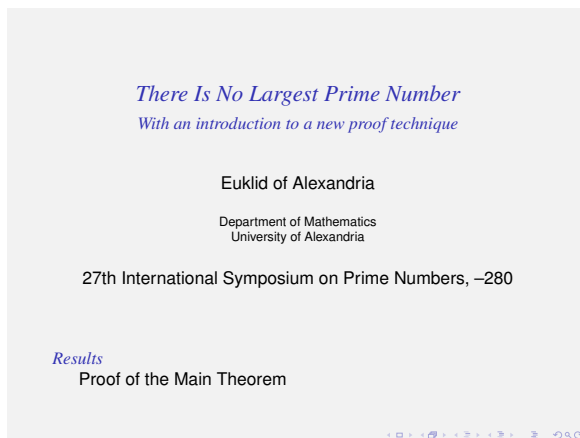 There Is No Largest Prime Number
With an introduction to a new proof technique
Euklid of Alexandria
Department of Mathematics
University of Alexandria
27th International Symposium on Prime Numbers, –280
Results
Proof of the Main Theorem